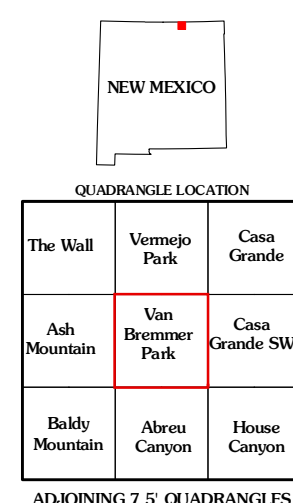 NEW MEXICO
QUADRANGLE LOCATION
The Wall
Vermejo
Park
Casa
Grande
Ash
Mountain
Van
Bremmer
Park
Casa
Grande SW
Baldy
Mountain
Abreu
Canyon
House
Canyon
ADJOINING 7.5' QUADRANGLES